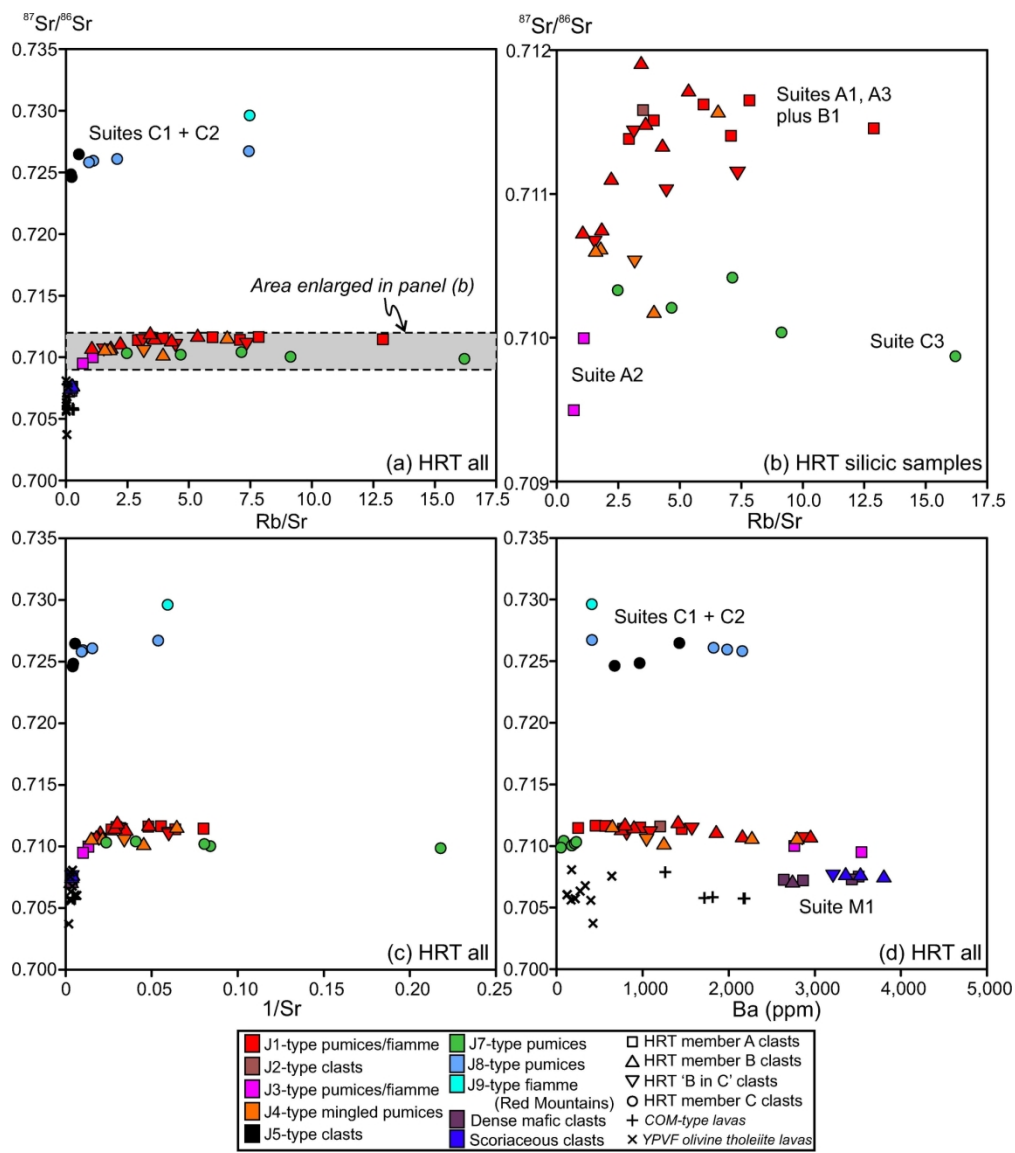 ⁸⁷Sr/⁸⁶Sr
0.735
0.730
0.725
0.720
0.715
0.710
0.705
0.700
Suites C1 + C2
Area enlarged in panel (b)
(a) HRT all
0.0
2.5
5.0
7.5
10.0
12.5
15.0
17.5
Rb/Sr
⁸⁷Sr/⁸⁶Sr
0.712
0.711
0.710
0.709
Suites A1, A3
plus B1
Suite C3
Suite A2
(b) HRT silicic samples
0.0
2.5
5.0
7.5
10.0
12.5
15.0
17.5
Rb/Sr
0.735
0.730
0.725
0.720
0.715
0.710
0.705
0.700
(c) HRT all
0
0.05
0.10
0.15
0.20
0.25
1/Sr
0.735
0.730
0.725
0.720
0.715
0.710
0.705
0.700
Suites C1 + C2
Suite M1
(d) HRT all
0
1,000
2,000
3,000
4,000
5,000
Ba (ppm)
J1-type pumices/fiamme
J2-type clasts
J3-type pumices/fiamme
J4-type mingled pumices
J5-type clasts
J7-type pumices
J8-type pumices
J9-type fiamme
(Red Mountains)
Dense mafic clasts
Scoriaceous clasts
HRT member A clasts
HRT member B clasts
HRT 'B in C' clasts
HRT member C clasts
COM-type lavas
YPVF olivine tholeiite lavas